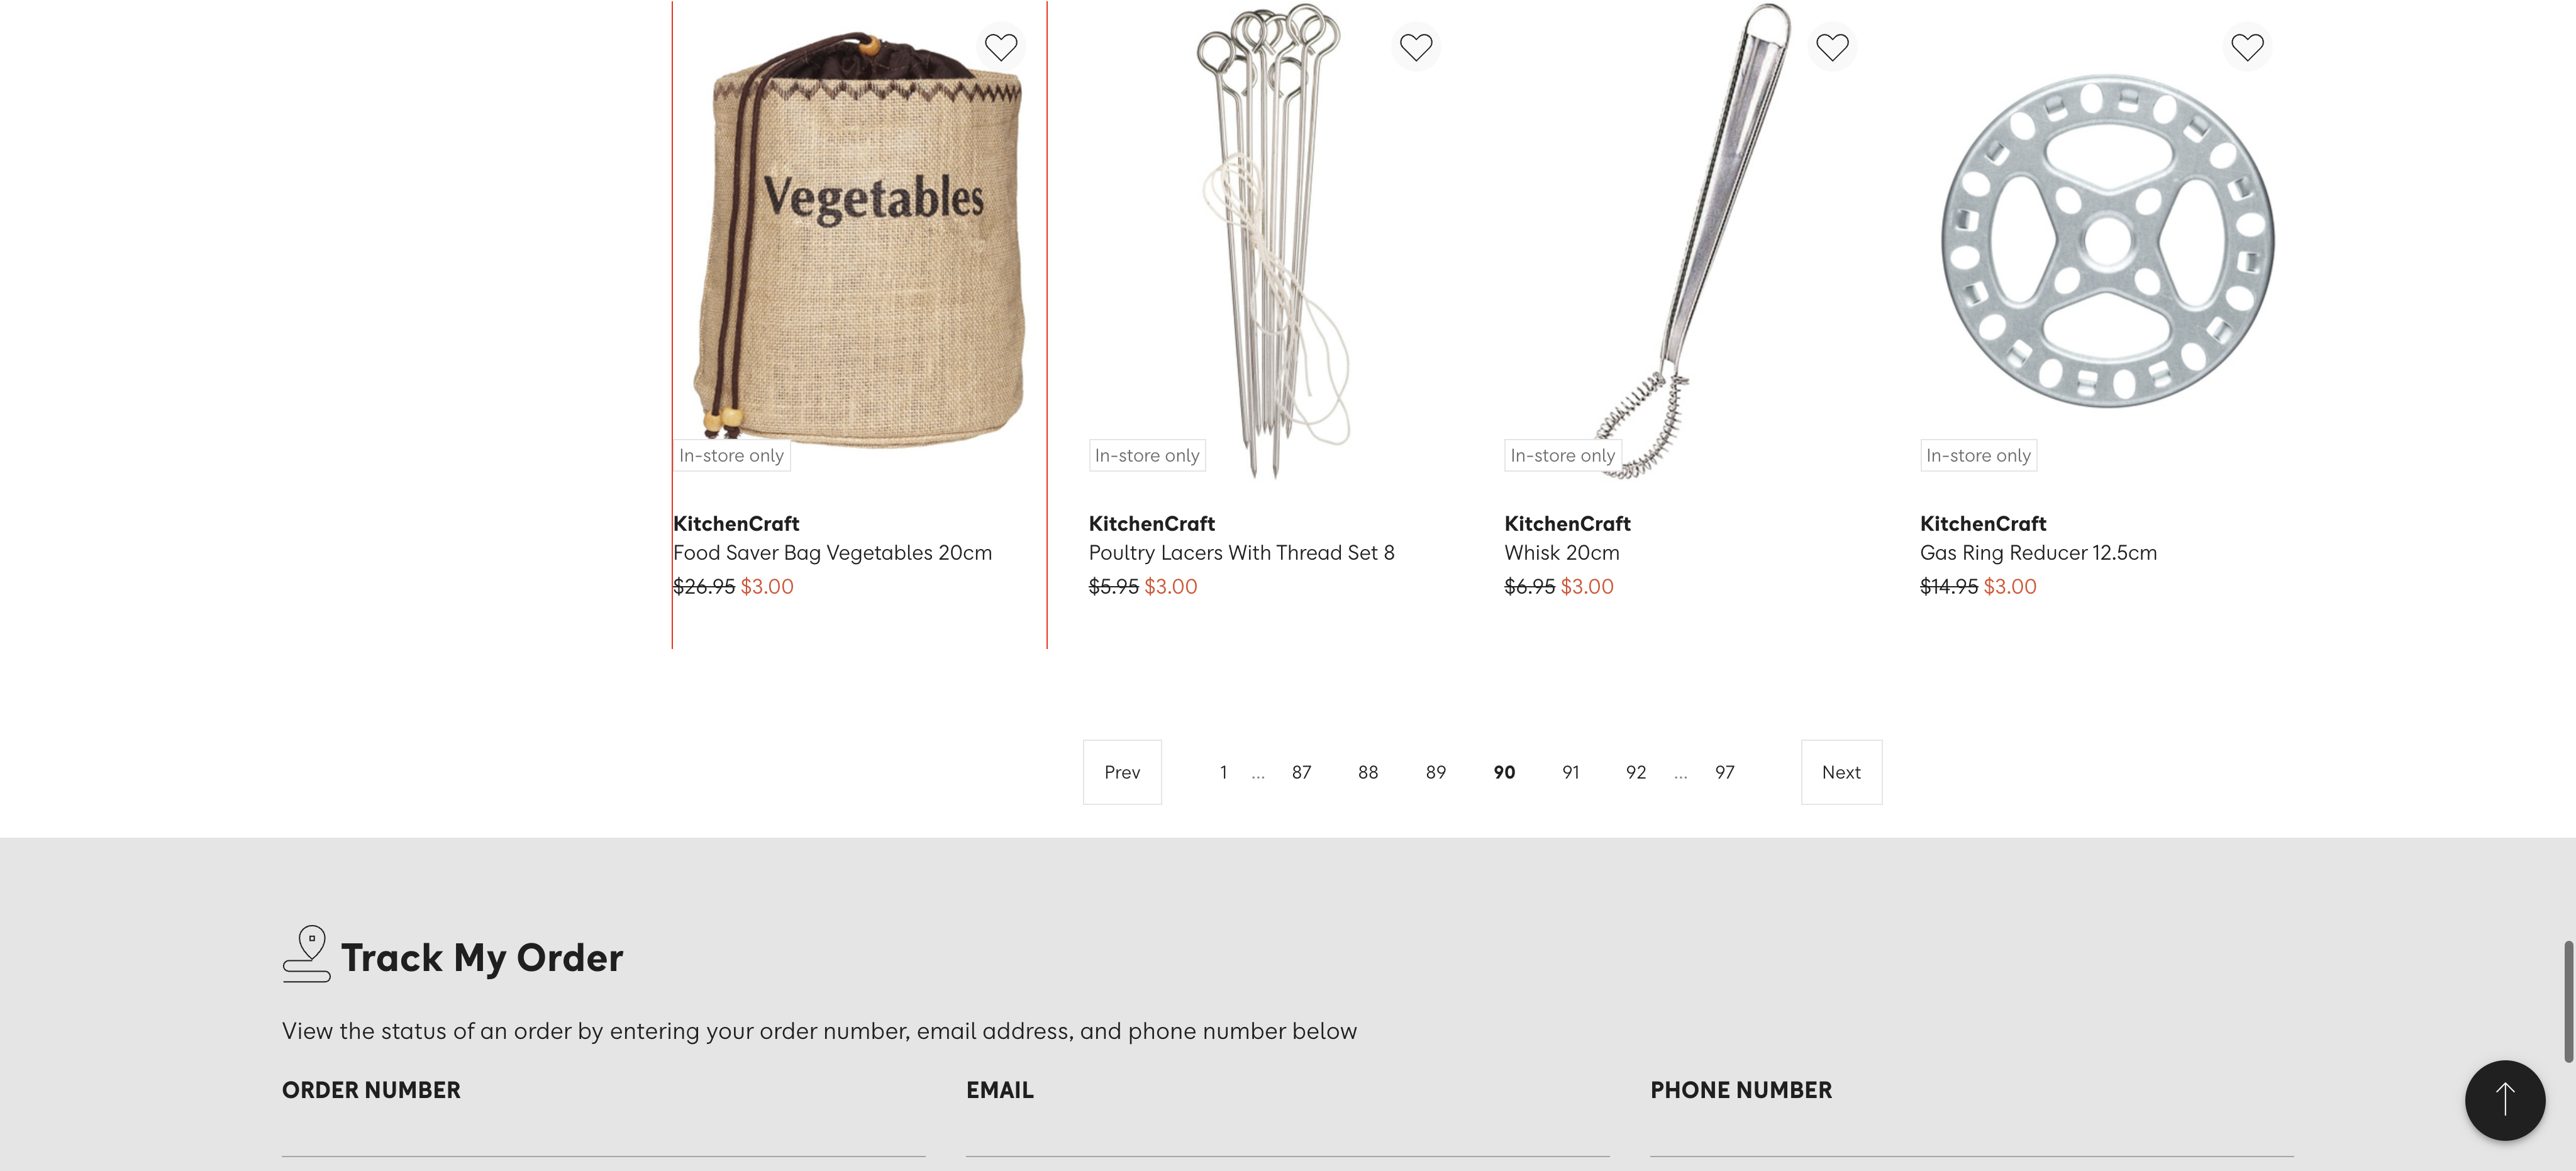 Vegetables
In-store only
In-store only
In-store only
In-store only
KitchenCraft
Food Saver Bag Vegetables 20cm
$26.95 $3.00
KitchenCraft
Poultry Lacers With Thread Set 8
$5.95 $3.00
KitchenCraft
Whisk 20cm
$6.95 $3.00
KitchenCraft
Gas Ring Reducer 12.5cm
$14.95 $3.00
Prev 1 ... 87 88 89 90 91 92 ... 97 Next
Track My Order
View the status of an order by entering your order number, email address, and phone number below
ORDER NUMBER
EMAIL
PHONE NUMBER